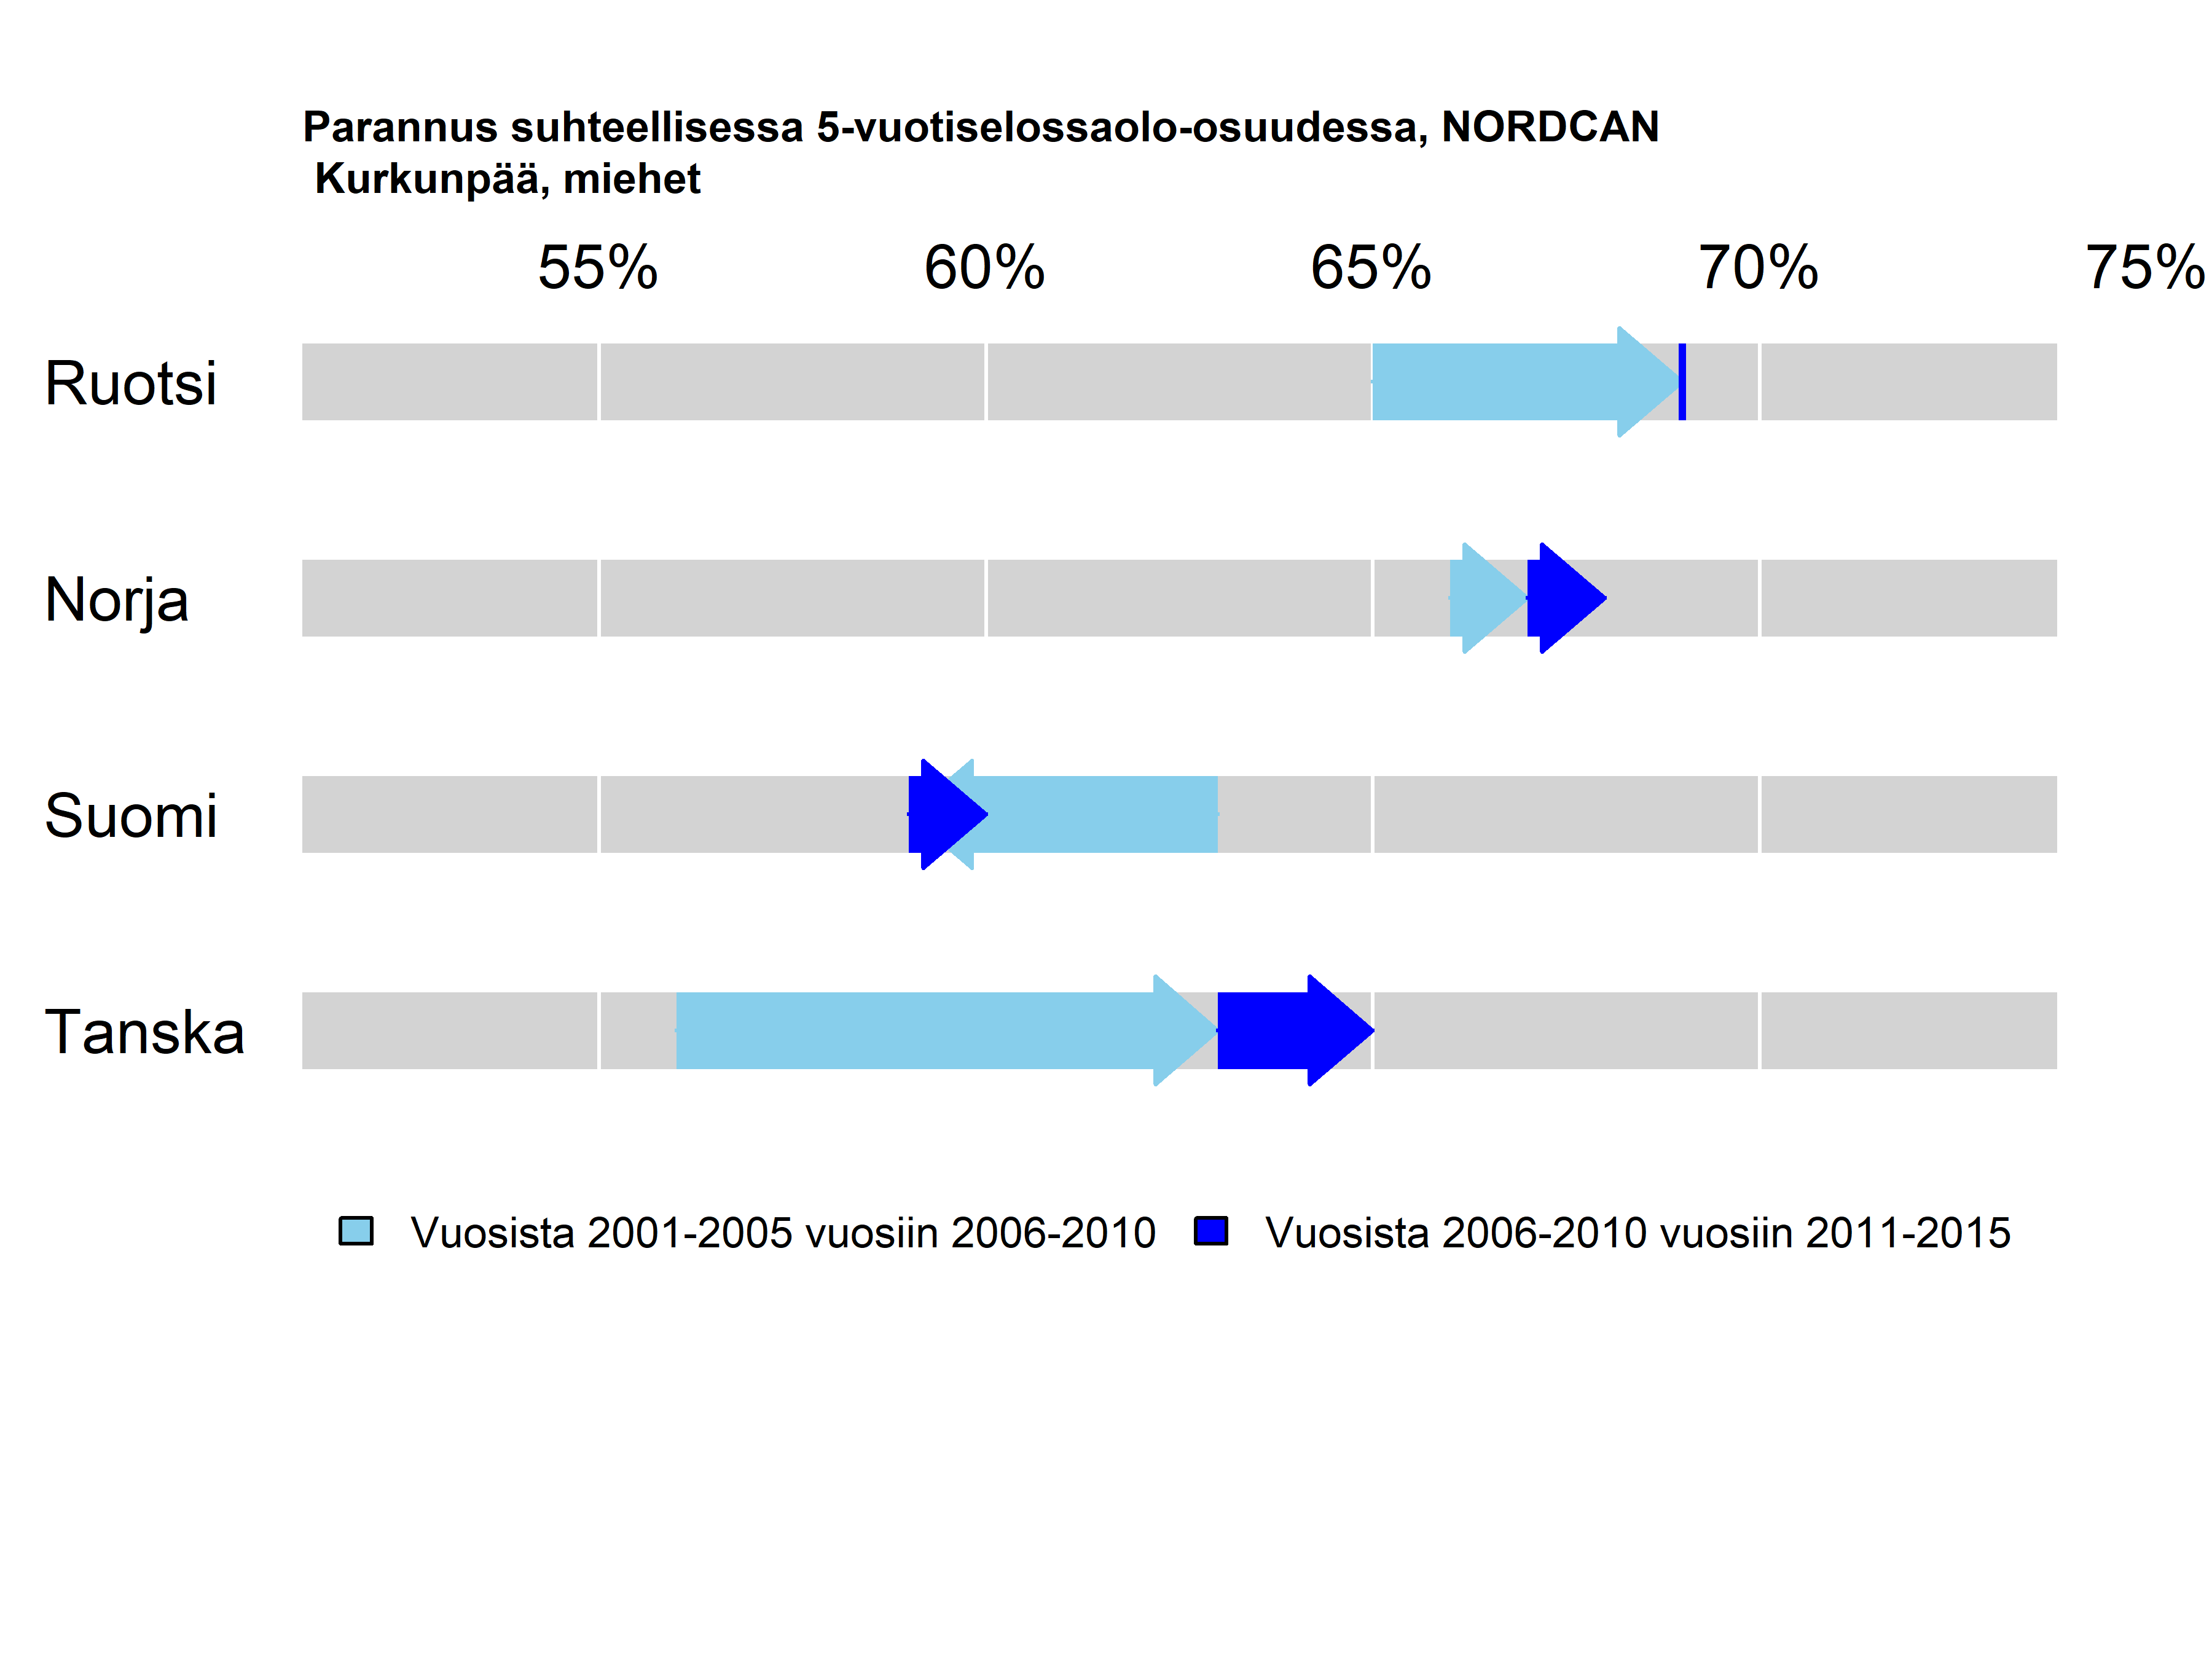 Parannus suhteellisessa 5-vuotiselossaolo-osuudessa, NORDCAN
Kurkunpää, miehet
55% 60% 65% 70% 75%
Ruotsi
Norja
Suomi
Tanska
Vuosista 2001-2005 vuosiin 2006-2010 Vuosista 2006-2010 vuosiin 2011-2015